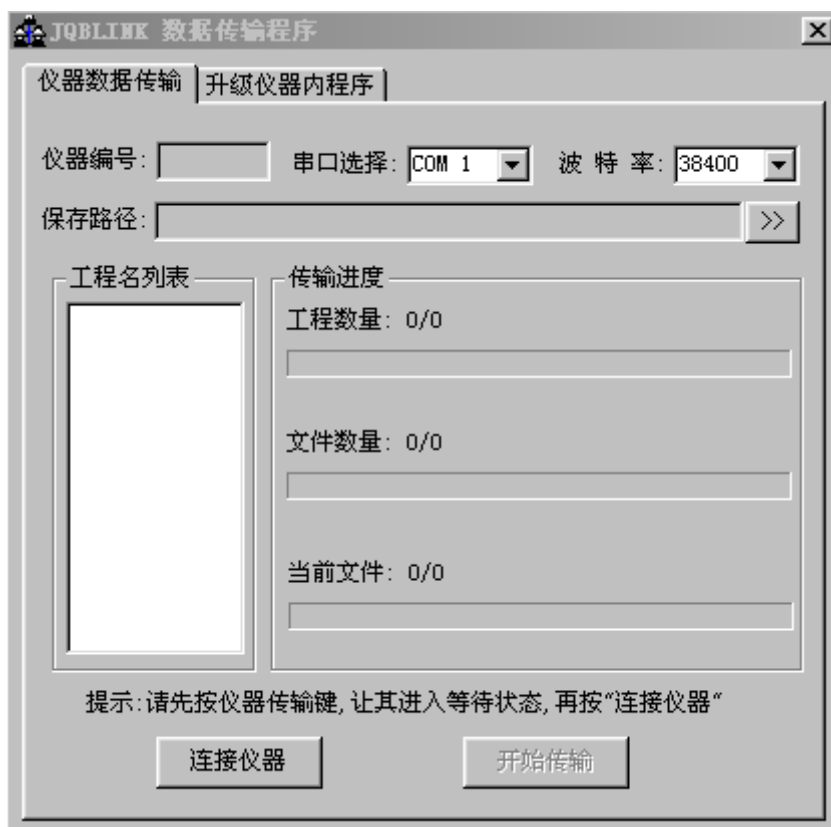 JQBLINK 数据传输程序
仪器数据传输 升级仪器内程序
仪器编号: 串口选择: COM 1 波 特 率: 38400
保存路径: >>
工程名列表 传输进度
工程数量: 0/0
文件数量: 0/0
当前文件: 0/0
提示:请先按仪器传输键,让其进入等待状态,再按“连接仪器”
连接仪器 开始传输